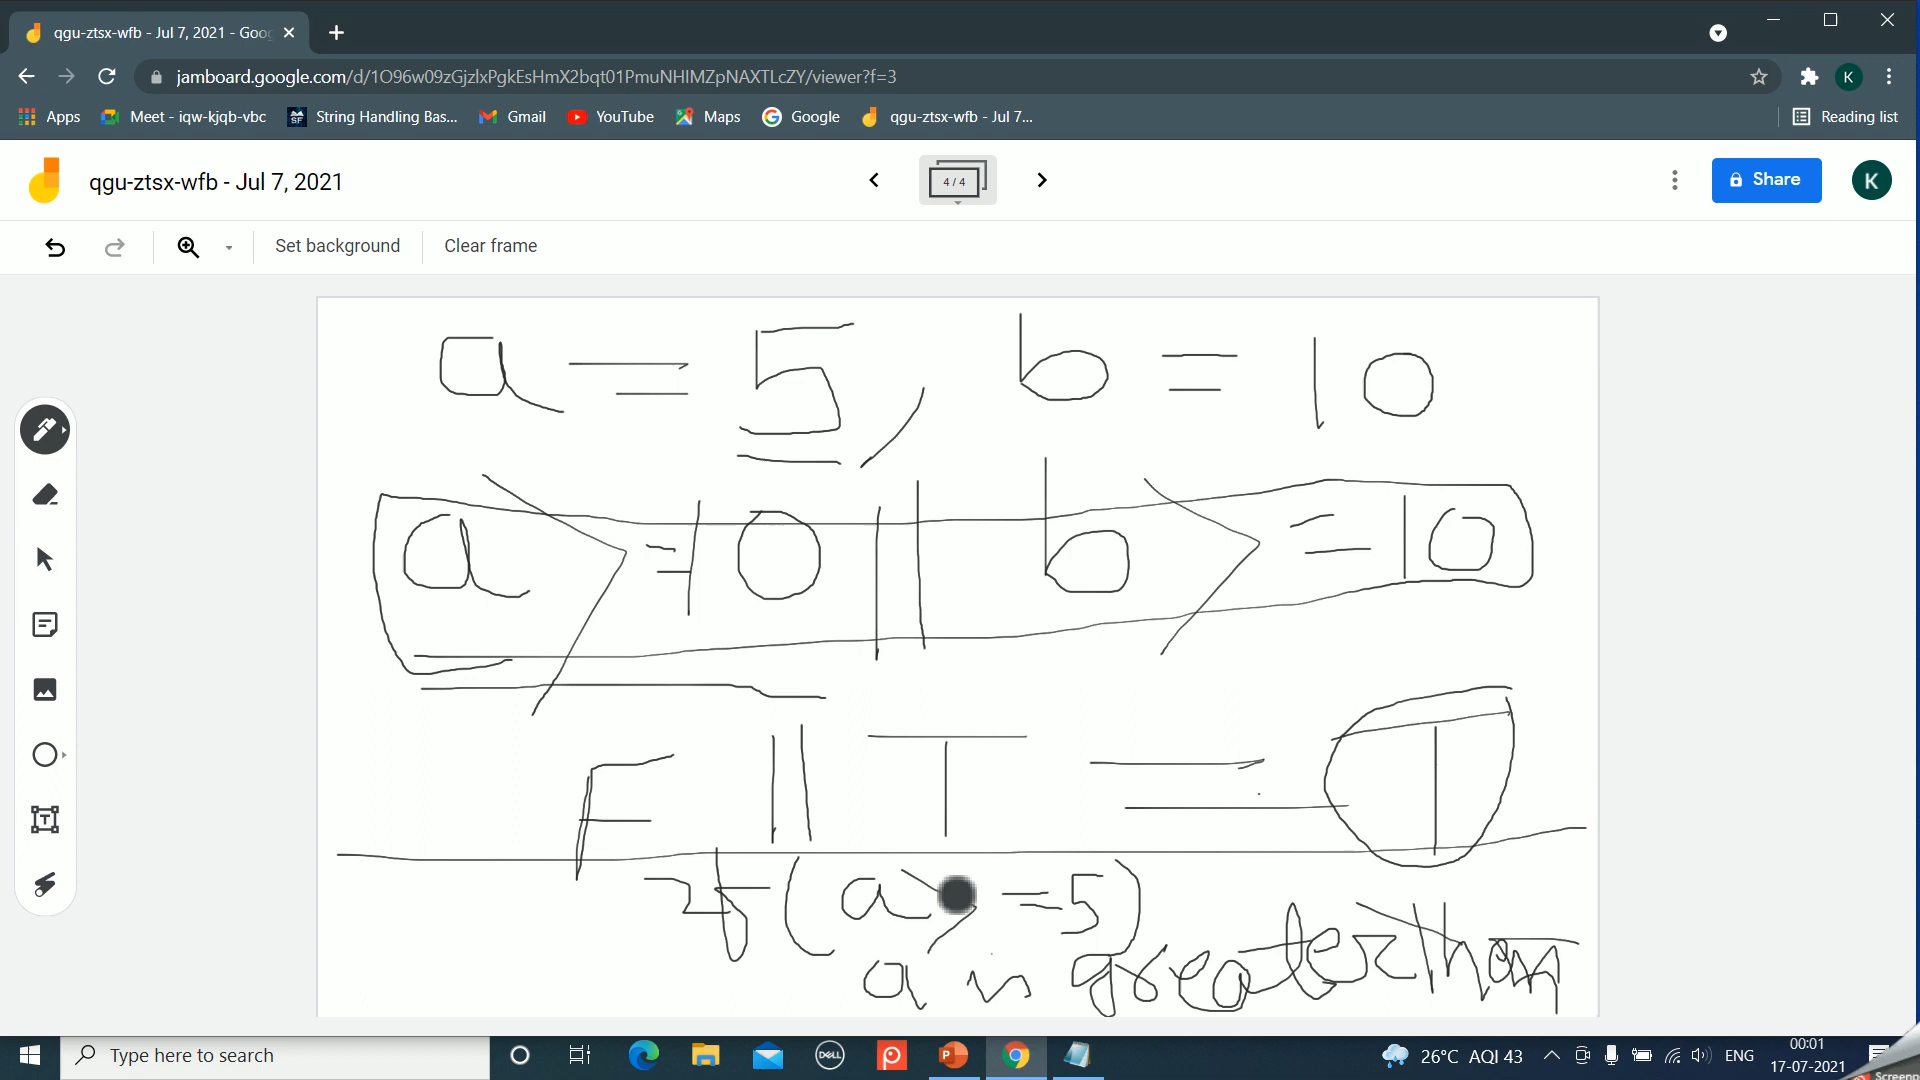 qgu-ztsx-wfb - Jul 7, 2021 - Goo
jamboard.google.com/d/1O96w09zGjzlxPgkEsHmX2bqt01PmuNHIMZpNAXTLcZY/viewer?f=3
K
Apps Meet - iqw-kjqb-vbc String Handling Bas... Gmail YouTube Maps Google qgu-ztsx-wfb - Jul 7... Reading list
qgu-ztsx-wfb - Jul 7, 2021 4 / 4 Share K
Set background Clear frame
a = 5, b = 10
a > = 10 || b > = 10
F || T = T
if (a > = 5)
a is greater than
Type here to search DELL 26°C AQI 43 ENG 00:01
17-07-2021